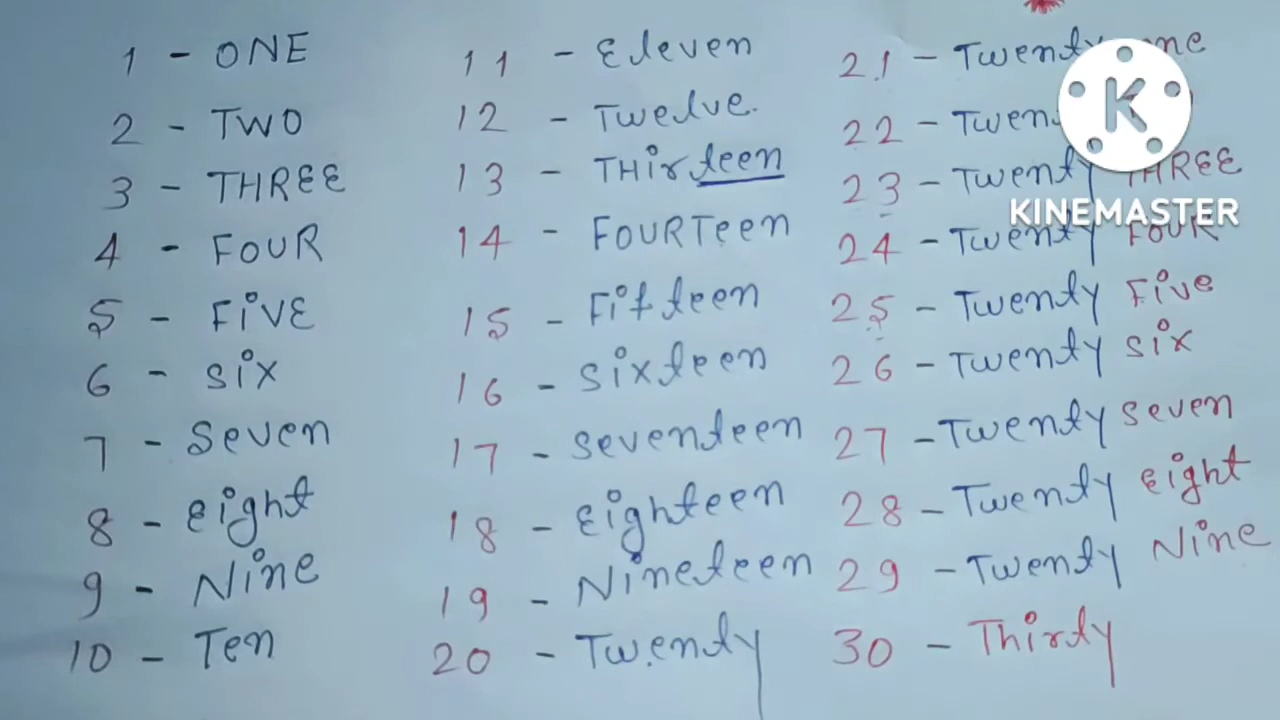 1 - ONE
2 - TWO
3 - THREE
4 - FOUR
5 - FiVE
6 - six
7 - Seven
8 - eight
9 - Nine
10 - Ten
11 - Eleven
12 - Twelve.
13 - THirteen
14 - FOURTeen
15 - Fifteen
16 - sixteen
17 - seventeen
18 - Eighteen
19 - Nineteen
20 - Twenty
21 - Twenty one
22 - Twenty
23 - Twenty THREE
24 - Twenty FOUR
25 - Twenty Five
26 - Twenty six
27 - Twenty seven
28 - Twenty Eight
29 - Twenty Nine
30 - Thirty
K
KINEMASTER